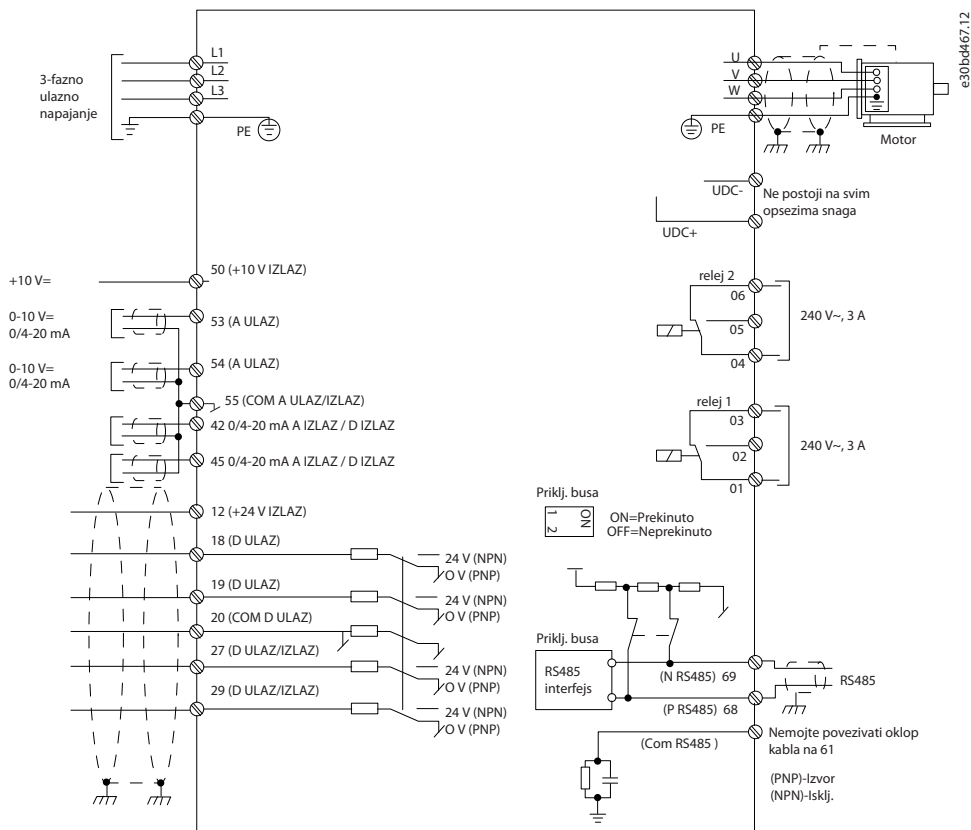 e30bd467.12
3-fazno
ulazno
napajanje
L1
L2
L3
PE
U
V
W
PE
Motor
UDC-
Ne postoji na svim
opsezima snaga
UDC+
+10 V=
50 (+10 V IZLAZ)
0-10 V=
0/4-20 mA
53 (A ULAZ)
0-10 V=
0/4-20 mA
54 (A ULAZ)
55 (COM A ULAZ/IZLAZ)
42 0/4-20 mA A IZLAZ / D IZLAZ
45 0/4-20 mA A IZLAZ / D IZLAZ
relej 2
06
05
04
240 V~, 3 A
relej 1
03
02
01
240 V~, 3 A
12 (+24 V IZLAZ)
18 (D ULAZ)
24 V (NPN)
O V (PNP)
19 (D ULAZ)
24 V (NPN)
O V (PNP)
20 (COM D ULAZ)
27 (D ULAZ/IZLAZ)
24 V (NPN)
O V (PNP)
29 (D ULAZ/IZLAZ)
24 V (NPN)
O V (PNP)
Priklj. busa
1
2
ON
ON=Prekinuto
OFF=Neprekinuto
Priklj. busa
RS485
interfejs
(N RS485) 69
(P RS485) 68
RS485
(Com RS485 )
Nemojte povezivati oklop
kabla na 61
(PNP)-Izvor
(NPN)-Isklj.